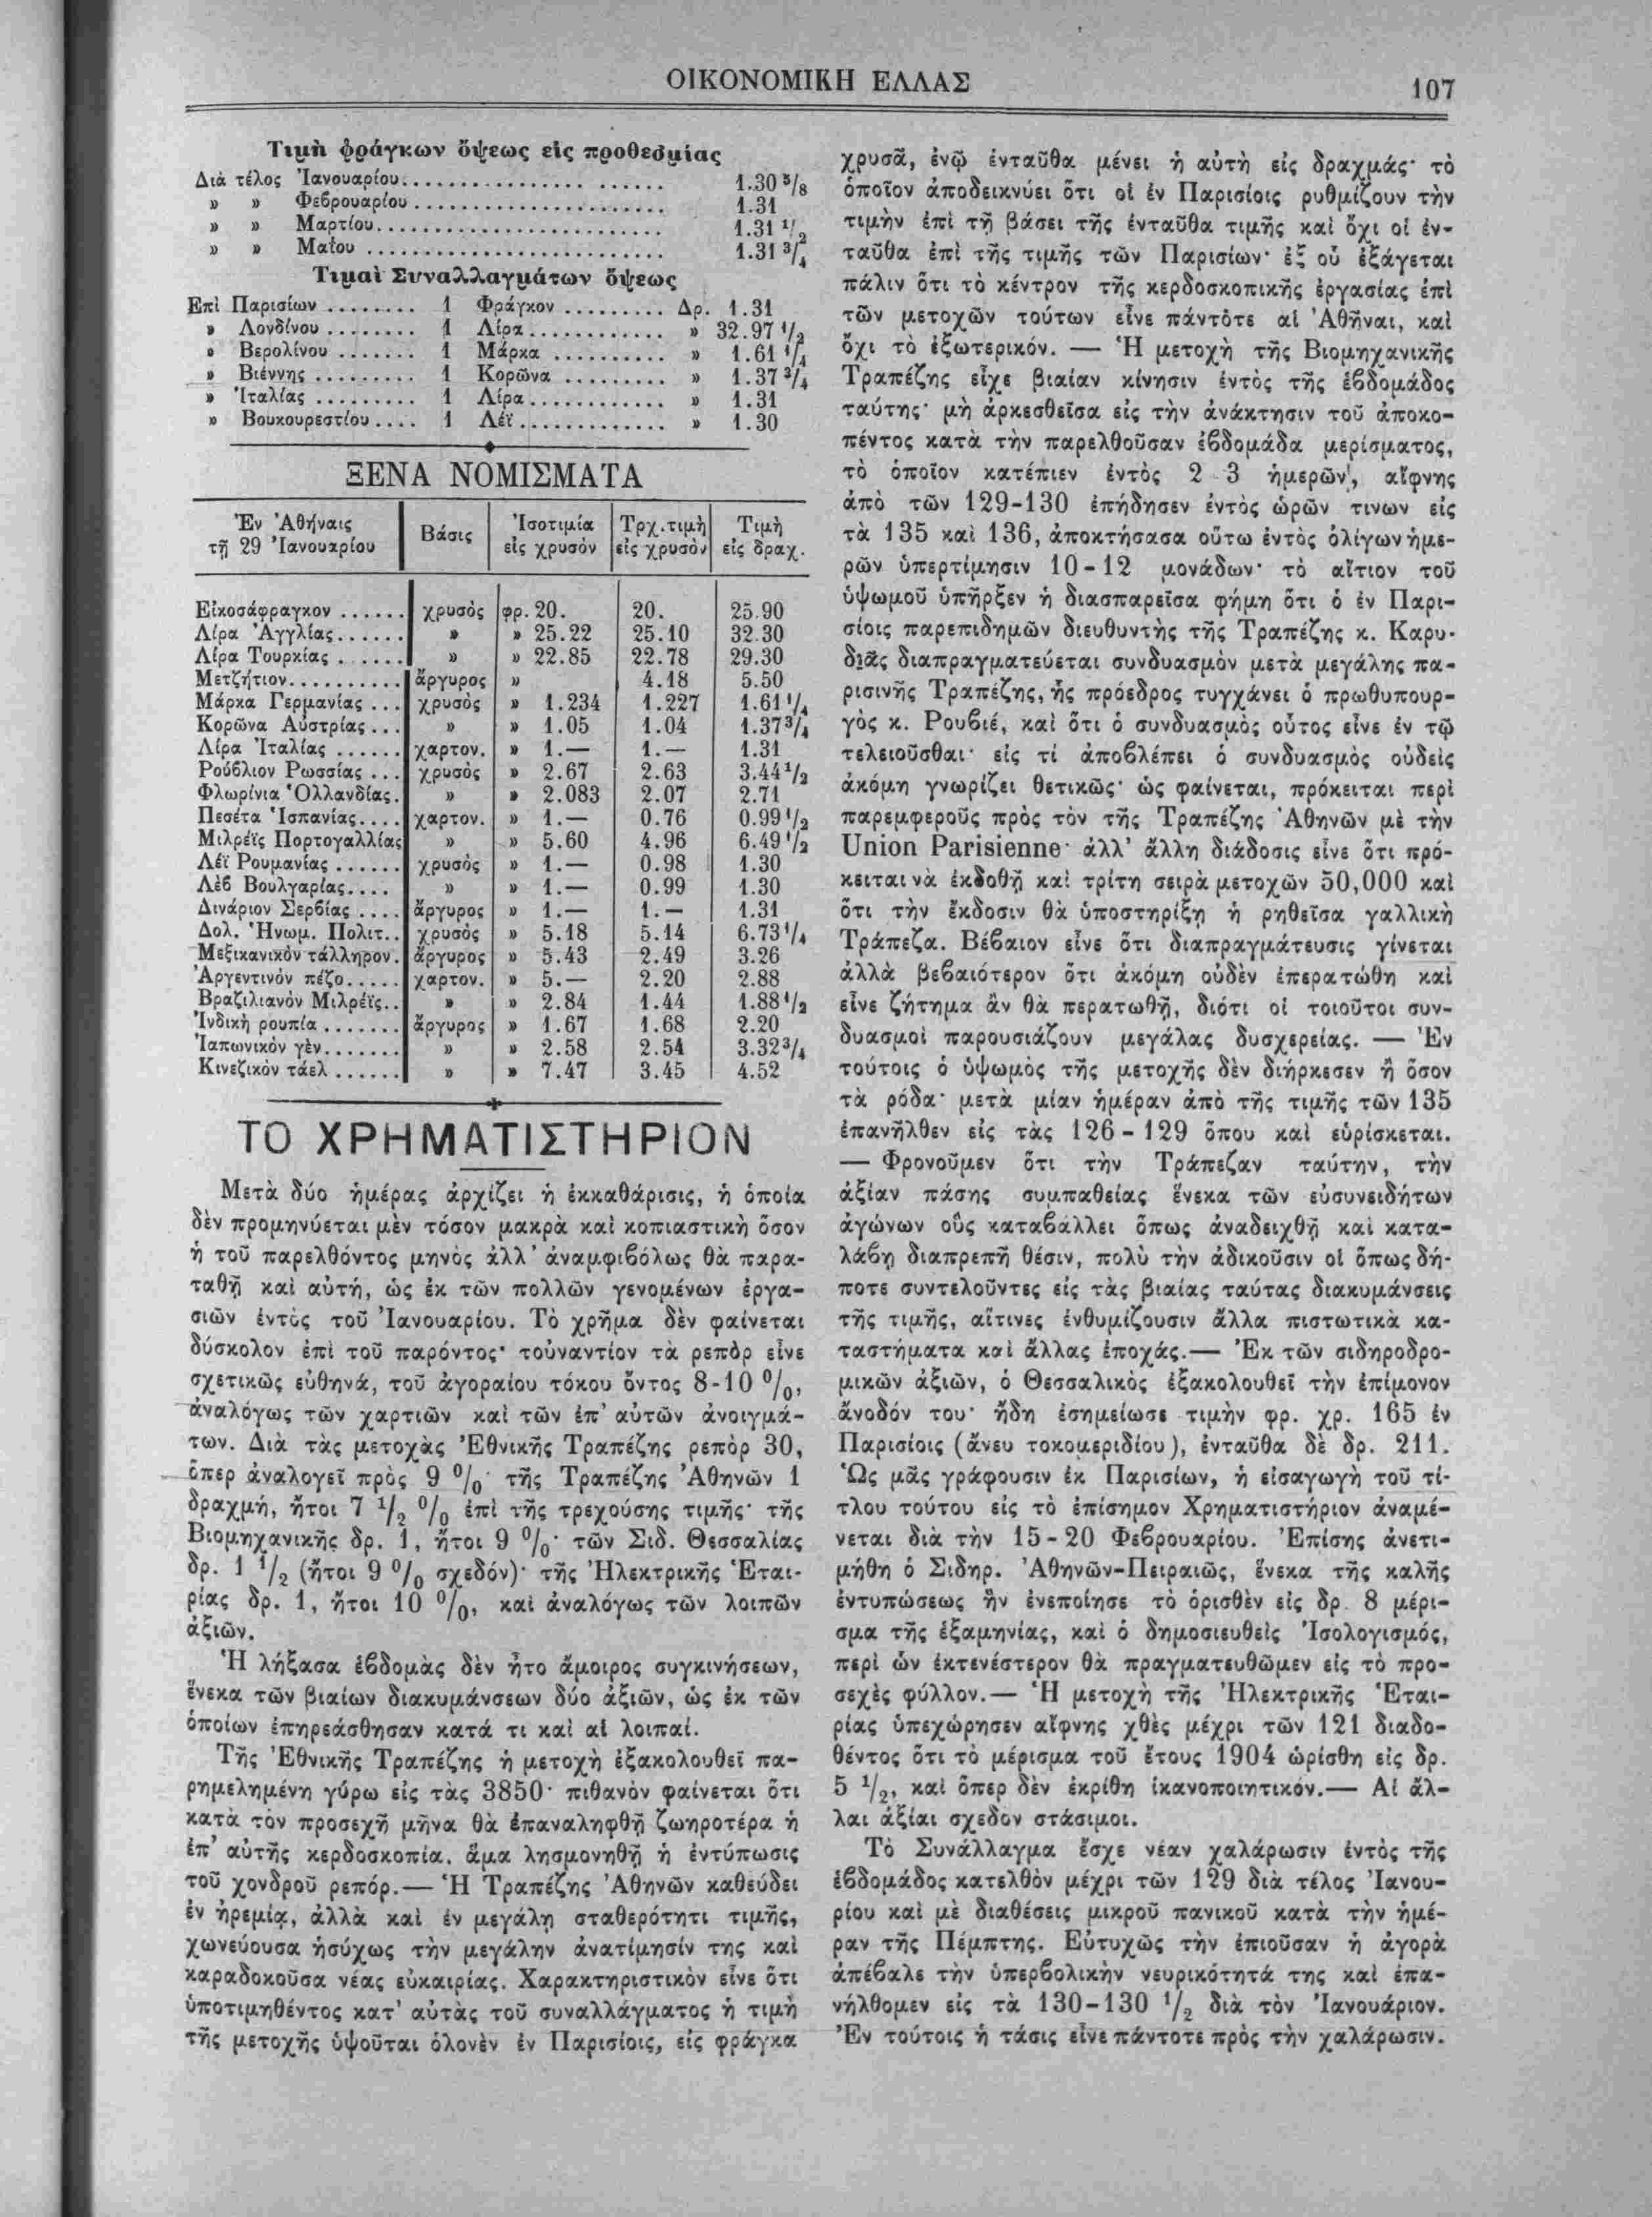 ΟΙΚΟΝΟΜΙΚΗ ΕΛΛΑΣ
107
Τιμὴ φράγκων ὄψεως εἰς προθεσμίας
Διὰ τέλος Ἰανουαρίου. . . . . . . . . . . . 1.30 5/8
» » Φεβρουαρίου . . . . . . . . . . . . 1.31
» » Μαρτίου. . . . . . . . . . . . 1.31 1/2
» » Μαΐου . . . . . . . . . . . . 1.31 3/4
Τιμαὶ Συναλλαγμάτων ὄψεως
Ἐπὶ Παρισίων . . . . . . . . 1 Φράγκον . . . . . . . . . Δρ. 1.31
» Λονδίνου . . . . . . . . 1 Λίρα . . . . . . . . . . . . » 32.97 1/2
» Βερολίνου . . . . . . . 1 Μάρκα . . . . . . . . . . » 1.61 1/4
» Βιέννης . . . . . . . . . 1 Κορῶνα . . . . . . . . . » 1.37 3/4
» Ἰταλίας . . . . . . . . . 1 Λίρα . . . . . . . . . . . . » 1.31
» Βουκουρεστίου . . . . 1 Λέϊ . . . . . . . . . . . . . » 1.30
ΞΕΝΑ ΝΟΜΙΣΜΑΤΑ
Ἐν Ἀθήναις τῇ 29 Ἰανουαρίου | Βάσις | Ἰσοτιμία εἰς χρυσόν | Τρχ. τιμὴ εἰς χρυσὸν | Τιμὴ εἰς δραχ.
Εἰκοσάφραγκον . . . . . . χρυσὸς φρ. 20. 20. 25.90
Λίρα Ἀγγλίας . . . . . . » » 25.22 25.10 32.30
Λίρα Τουρκίας . . . . . . » » 22.85 22.78 29.30
Μετζήτιον . . . . . . . . . . ἄργυρος » 4.18 5.50
Μάρκα Γερμανίας . . . χρυσὸς » 1.234 1.227 1.61 1/4
Κορῶνα Αὐστρίας . . . » » 1.05 1.04 1.37 3/4
Λίρα Ἰταλίας . . . . . . χαρτον. » 1.— 1.— 1.31
Ρούβλιον Ρωσσίας . . . χρυσὸς » 2.67 2.63 3.44 1/2
Φλωρίνια Ὁλλανδίας. » » 2.083 2.07 2.71
Πεσέτα Ἰσπανίας. . . . χαρτον. » 1.— 0.76 0.99 1/2
Μιλρέϊς Πορτογαλλίας » » 5.60 4.96 6.49 1/2
Λέϊ Ρουμανίας . . . . . . χρυσὸς » 1.— 0.98 1.30
Λὲβ Βουλγαρίας. . . . » » 1.— 0.99 1.30
Δινάριον Σερβίας . . . . ἄργυρος » 1.— 1.— 1.31
Δολ. Ἡνωμ. Πολιτ. . χρυσὸς » 5.18 5.14 6.73 1/4
Μεξικανικὸν τάλληρον. ἄργυρος » 5.43 2.49 3.26
Ἀργεντινὸν πέζο. . . . . χαρτον. » 5.— 2.20 2.88
Βραζιλιανὸν Μιλρέϊς. . » » 2.84 1.44 1.88 1/2
Ἰνδικὴ ρουπία . . . . . . . ἄργυρος » 1.67 1.68 2.20
Ἰαπωνικὸν γὲν . . . . . . . » » 2.58 2.54 3.32 3/4
Κινεζικὸν τάελ . . . . . . » » 7.47 3.45 4.52
ΤΟ ΧΡΗΜΑΤΙΣΤΗΡΙΟΝ
Μετὰ δύο ἡμέρας ἀρχίζει ἡ ἐκκαθάρισις, ἡ ὁποία
δὲν προμηνύεται μὲν τόσον μακρὰ καὶ κοπιαστικὴ ὅσον
ἡ τοῦ παρελθόντος μηνὸς ἀλλ' ἀναμφιβόλως θὰ παρα-
ταθῇ καὶ αὐτή, ὡς ἐκ τῶν πολλῶν γενομένων ἐργα-
σιῶν ἐντὸς τοῦ Ἰανουαρίου. Τὸ χρῆμα δὲν φαίνεται
δύσκολον ἐπὶ τοῦ παρόντος· τοὐναντίον τὰ ρεπὸρ εἶνε
σχετικῶς εὐθηνά, τοῦ ἀγοραίου τόκου ὄντος 8-10 0/0,
ἀναλόγως τῶν χαρτιῶν καὶ τῶν ἐπ' αὐτῶν ἀνοιγμά-
των. Διὰ τὰς μετοχὰς Ἐθνικῆς Τραπέζης ρεπὸρ 30,
ὅπερ ἀναλογεῖ πρὸς 9 0/0· τῆς Τραπέζης Ἀθηνῶν 1
δραχμή, ἤτοι 7 1/2 0/0 ἐπὶ τῆς τρεχούσης τιμῆς· τῆς
Βιομηχανικῆς δρ. 1, ἤτοι 9 0/0· τῶν Σιδ. Θεσσαλίας
δρ. 1 1/2 (ἤτοι 9 0/0 σχεδόν)· τῆς Ἠλεκτρικῆς Ἑται-
ρίας δρ. 1, ἤτοι 10 0/0, καὶ ἀναλόγως τῶν λοιπῶν
ἀξιῶν.
Ἡ λήξασα ἑβδομὰς δὲν ἦτο ἄμοιρος συγκινήσεων,
ἕνεκα τῶν βιαίων διακυμάνσεων δύο ἀξιῶν, ὡς ἐκ τῶν
ὁποίων ἐπηρεάσθησαν κατά τι καὶ αἱ λοιπαί.
Τῆς Ἐθνικῆς Τραπέζης ἡ μετοχὴ ἐξακολουθεῖ πα-
ρημελημένη γύρω εἰς τὰς 3850· πιθανὸν φαίνεται ὅτι
κατὰ τὸν προσεχῆ μῆνα θὰ ἐπαναληφθῇ ζωηροτέρα ἡ
ἐπ' αὐτῆς κερδοσκοπία, ἅμα λησμονηθῇ ἡ ἐντύπωσις
τοῦ χονδροῦ ρεπόρ.— Ἡ Τραπέζης Ἀθηνῶν καθεύδει
ἐν ἠρεμίᾳ, ἀλλὰ καὶ ἐν μεγάλῃ σταθερότητι τιμῆς,
χωνεύουσα ἡσύχως τὴν μεγάλην ἀνατίμησίν της καὶ
καραδοκοῦσα νέας εὐκαιρίας. Χαρακτηριστικὸν εἶνε ὅτι
ὑποτιμηθέντος κατ' αὐτὰς τοῦ συναλλάγματος ἡ τιμὴ
τῆς μετοχῆς ὑψοῦται ὁλονὲν ἐν Παρισίοις, εἰς φράγκα
χρυσᾶ, ἐνῷ ἐνταῦθα μένει ἡ αὐτὴ εἰς δραχμάς· τὸ
ὁποῖον ἀποδεικνύει ὅτι οἱ ἐν Παρισίοις ρυθμίζουν τὴν
τιμὴν ἐπὶ τῇ βάσει τῆς ἐνταῦθα τιμῆς καὶ ὄχι οἱ ἐν-
ταῦθα ἐπὶ τῆς τιμῆς τῶν Παρισίων· ἐξ οὗ ἐξάγεται
πάλιν ὅτι τὸ κέντρον τῆς κερδοσκοπικῆς ἐργασίας ἐπὶ
τῶν μετοχῶν τούτων εἶνε πάντοτε αἱ Ἀθῆναι, καὶ
ὄχι τὸ ἐξωτερικόν. — Ἡ μετοχὴ τῆς Βιομηχανικῆς
Τραπέζης εἶχε βιαίαν κίνησιν ἐντὸς τῆς ἑβδομάδος
ταύτης· μὴ ἀρκεσθεῖσα εἰς τὴν ἀνάκτησιν τοῦ ἀποκο-
πέντος κατὰ τὴν παρελθοῦσαν ἑβδομάδα μερίσματος,
τὸ ὁποῖον κατέπιεν ἐντὸς 2 - 3 ἡμερῶν, αἴφνης
ἀπὸ τῶν 129-130 ἐπήδησεν ἐντὸς ὡρῶν τινων εἰς
τὰ 135 καὶ 136, ἀποκτήσασα οὕτω ἐντὸς ὀλίγων ἡμε-
ρῶν ὑπερτίμησιν 10-12 μονάδων· τὸ αἴτιον τοῦ
ὑψωμοῦ ὑπῆρξεν ἡ διασπαρεῖσα φήμη ὅτι ὁ ἐν Παρι-
σίοις παρεπιδημῶν διευθυντὴς τῆς Τραπέζης κ. Καρυ-
διᾶς διαπραγματεύεται συνδυασμὸν μετὰ μεγάλης πα-
ρισινῆς Τραπέζης, ἧς πρόεδρος τυγχάνει ὁ πρωθυπουρ-
γὸς κ. Ρουβιέ, καὶ ὅτι ὁ συνδυασμὸς οὗτος εἶνε ἐν τῷ
τελειοῦσθαι· εἰς τί ἀποβλέπει ὁ συνδυασμὸς οὐδεὶς
ἀκόμη γνωρίζει θετικῶς· ὡς φαίνεται, πρόκειται περὶ
παρεμφεροῦς πρὸς τὸν τῆς Τραπέζης Ἀθηνῶν μὲ τὴν
Union Parisienne· ἀλλ' ἄλλη διάδοσις εἶνε ὅτι πρό-
κειται νὰ ἐκδοθῇ καὶ τρίτη σειρὰ μετοχῶν 50,000 καὶ
ὅτι τὴν ἔκδοσιν θὰ ὑποστηρίξῃ ἡ ρηθεῖσα γαλλικὴ
Τράπεζα. Βέβαιον εἶνε ὅτι διαπραγμάτευσις γίνεται
ἀλλὰ βεβαιότερον ὅτι ἀκόμη οὐδὲν ἐπερατώθη καὶ
εἶνε ζήτημα ἂν θὰ περατωθῇ, διότι οἱ τοιοῦτοι συν-
δυασμοὶ παρουσιάζουν μεγάλας δυσχερείας. — Ἐν
τούτοις ὁ ὑψωμὸς τῆς μετοχῆς δὲν διήρκεσεν ἢ ὅσον
τὰ ρόδα· μετὰ μίαν ἡμέραν ἀπὸ τῆς τιμῆς τῶν 135
ἐπανῆλθεν εἰς τὰς 126-129 ὅπου καὶ εὑρίσκεται.
— Φρονοῦμεν ὅτι τὴν Τράπεζαν ταύτην, τὴν
ἀξίαν πάσης συμπαθείας ἕνεκα τῶν εὐσυνειδήτων
ἀγώνων οὓς καταβάλλει ὅπως ἀναδειχθῇ καὶ κατα-
λάβῃ διαπρεπῆ θέσιν, πολὺ τὴν ἀδικοῦσιν οἱ ὅπως δή-
ποτε συντελοῦντες εἰς τὰς βιαίας ταύτας διακυμάνσεις
τῆς τιμῆς, αἵτινες ἐνθυμίζουσιν ἄλλα πιστωτικὰ κα-
ταστήματα καὶ ἄλλας ἐποχάς.— Ἐκ τῶν σιδηροδρο-
μικῶν ἀξιῶν, ὁ Θεσσαλικὸς ἐξακολουθεῖ τὴν ἐπίμονον
ἄνοδόν του· ἤδη ἐσημείωσε τιμὴν φρ. χρ. 165 ἐν
Παρισίοις (ἄνευ τοκομεριδίου), ἐνταῦθα δὲ δρ. 211.
Ὡς μᾶς γράφουσιν ἐκ Παρισίων, ἡ εἰσαγωγὴ τοῦ τί-
τλου τούτου εἰς τὸ ἐπίσημον Χρηματιστήριον ἀναμέ-
νεται διὰ τὴν 15-20 Φεβρουαρίου. Ἐπίσης ἀνετι-
μήθη ὁ Σιδηρ. Ἀθηνῶν-Πειραιῶς, ἕνεκα τῆς καλῆς
ἐντυπώσεως ἣν ἐνεποίησε τὸ ὁρισθὲν εἰς δρ. 8 μέρι-
σμα τῆς ἑξαμηνίας, καὶ ὁ δημοσιευθεὶς Ἰσολογισμός,
περὶ ὧν ἐκτενέστερον θὰ πραγματευθῶμεν εἰς τὸ προ-
σεχὲς φύλλον.— Ἡ μετοχὴ τῆς Ἠλεκτρικῆς Ἑται-
ρίας ὑπεχώρησεν αἴφνης χθὲς μέχρι τῶν 121 διαδο-
θέντος ὅτι τὸ μέρισμα τοῦ ἔτους 1904 ὡρίσθη εἰς δρ.
5 1/2, καὶ ὅπερ δὲν ἐκρίθη ἱκανοποιητικόν.— Αἱ ἄλ-
λαι ἀξίαι σχεδὸν στάσιμοι.
Τὸ Συνάλλαγμα ἔσχε νέαν χαλάρωσιν ἐντὸς τῆς
ἑβδομάδος κατελθὸν μέχρι τῶν 129 διὰ τέλος Ἰανου-
ρίου καὶ μὲ διαθέσεις μικροῦ πανικοῦ κατὰ τὴν ἡμέ-
ραν τῆς Πέμπτης. Εὐτυχῶς τὴν ἐπιοῦσαν ἡ ἀγορὰ
ἀπέβαλε τὴν ὑπερβολικὴν νευρικότητά της καὶ ἐπα-
νήλθομεν εἰς τὰ 130-130 1/2 διὰ τὸν Ἰανουάριον.
Ἐν τούτοις ἡ τάσις εἶνε πάντοτε πρὸς τὴν χαλάρωσιν.